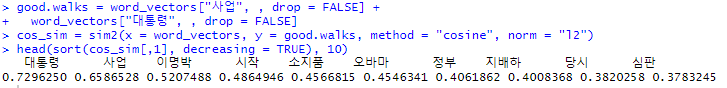 > good.walks = word_vectors["사업", , drop = FALSE] +
+   word_vectors["대통령", , drop = FALSE]
> cos_sim = sim2(x = word_vectors, y = good.walks, method = "cosine", norm = "l2")
> head(sort(cos_sim[,1], decreasing = TRUE), 10)
대통령 사업 이명박 시작 소지품 오바마 정부 지배하 당시 심판
0.7296250 0.6586528 0.5207488 0.4864946 0.4566815 0.4546341 0.4061862 0.4008368 0.3820258 0.3783245